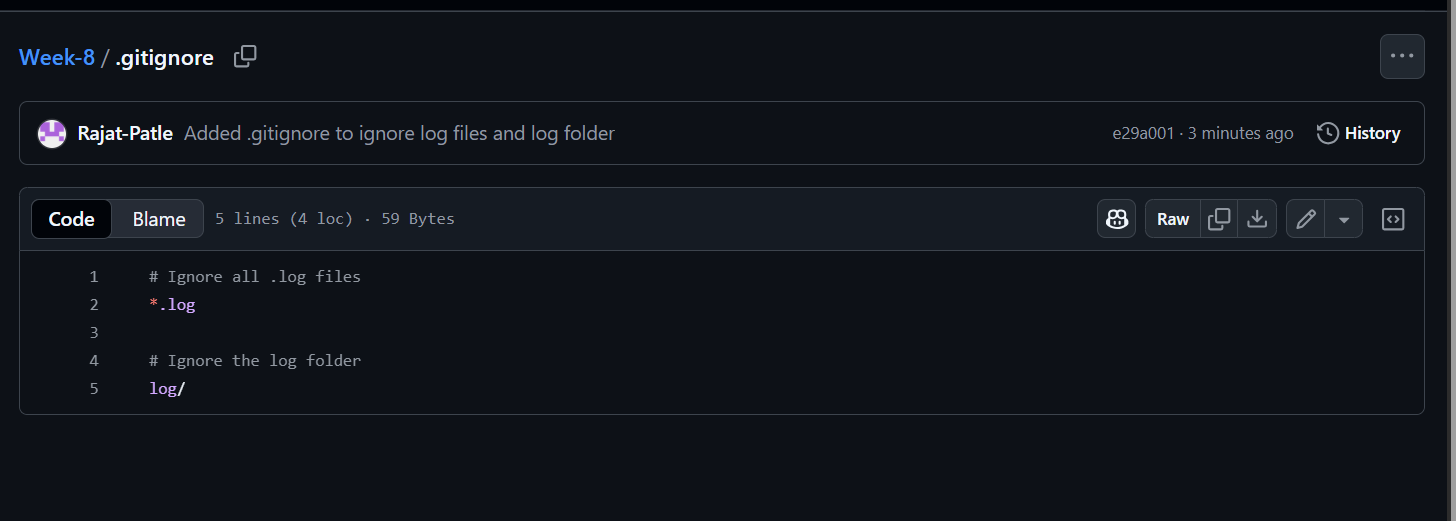 Week-8 / .gitignore
Rajat-Patle Added .gitignore to ignore log files and log folder e29a001 · 3 minutes ago History
Code Blame 5 lines (4 loc) · 59 Bytes Raw
1 # Ignore all .log files
2 *.log
3
4 # Ignore the log folder
5 log/